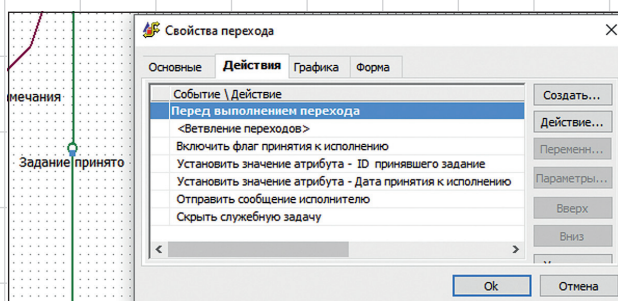 Свойства перехода
Основные
Действия
Графика
Форма
Событие \ Действие
Перед выполнением перехода
<Ветвление переходов>
Включить флаг принятия к исполнению
Установить значение атрибута - ID принявшего задание
Установить значение атрибута - Дата принятия к исполнению
Отправить сообщение исполнителю
Скрыть служебную задачу
Создать...
Действие...
Переменн...
Параметры...
Вверх
Вниз
Ok
Отмена
мечания
Задание принято